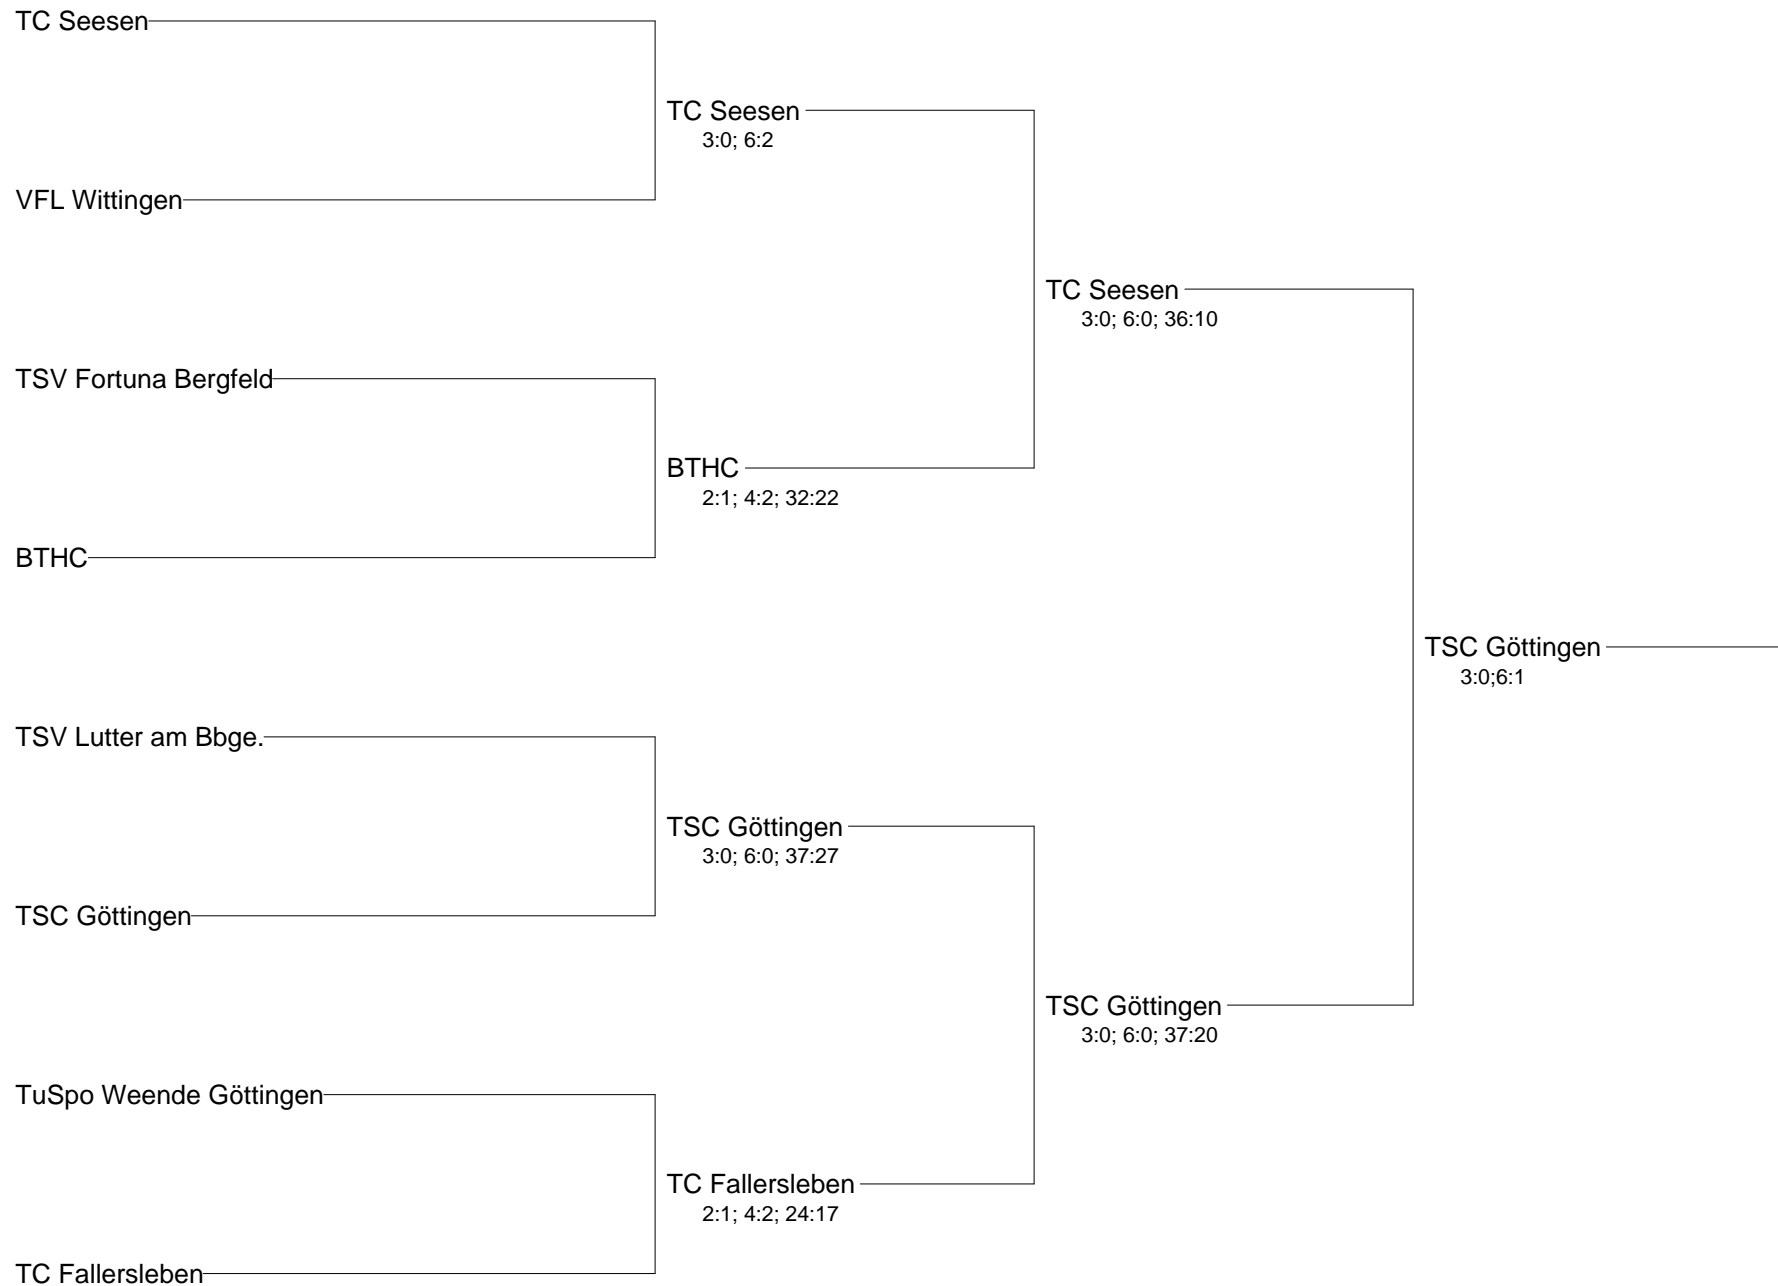 TC Seesen
TC Seesen
3:0; 6:2
VFL Wittingen
TC Seesen
3:0; 6:0; 36:10
TSV Fortuna Bergfeld
BTHC
2:1; 4:2; 32:22
BTHC
TSC Göttingen
3:0;6:1
TSV Lutter am Bbge.
TSC Göttingen
3:0; 6:0; 37:27
TSC Göttingen
TSC Göttingen
3:0; 6:0; 37:20
TuSpo Weende Göttingen
TC Fallersleben
2:1; 4:2; 24:17
TC Fallersleben